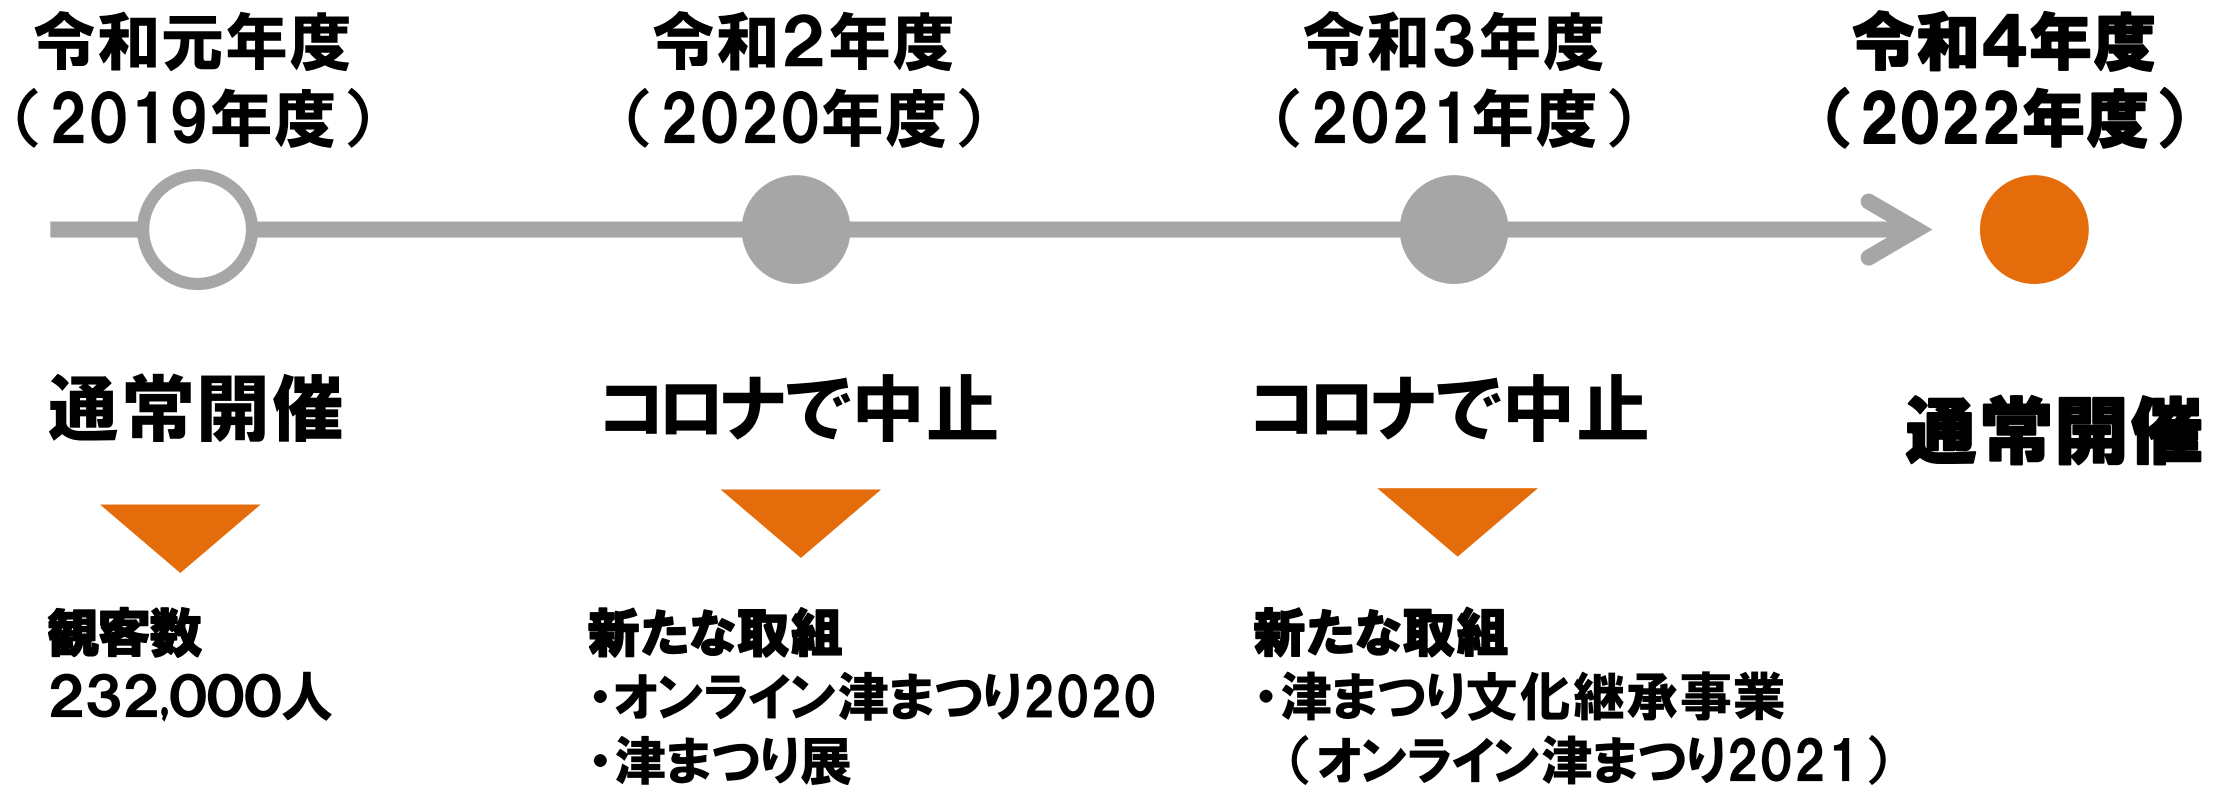 令和元年度
（2019年度）
通常開催
観客数
232,000人
令和２年度
（2020年度）
コロナで中止
新たな取組
・オンライン津まつり2020
・津まつり展
令和３年度
（2021年度）
コロナで中止
新たな取組
・津まつり文化継承事業
（オンライン津まつり2021）
令和4年度
（2022年度）
通常開催